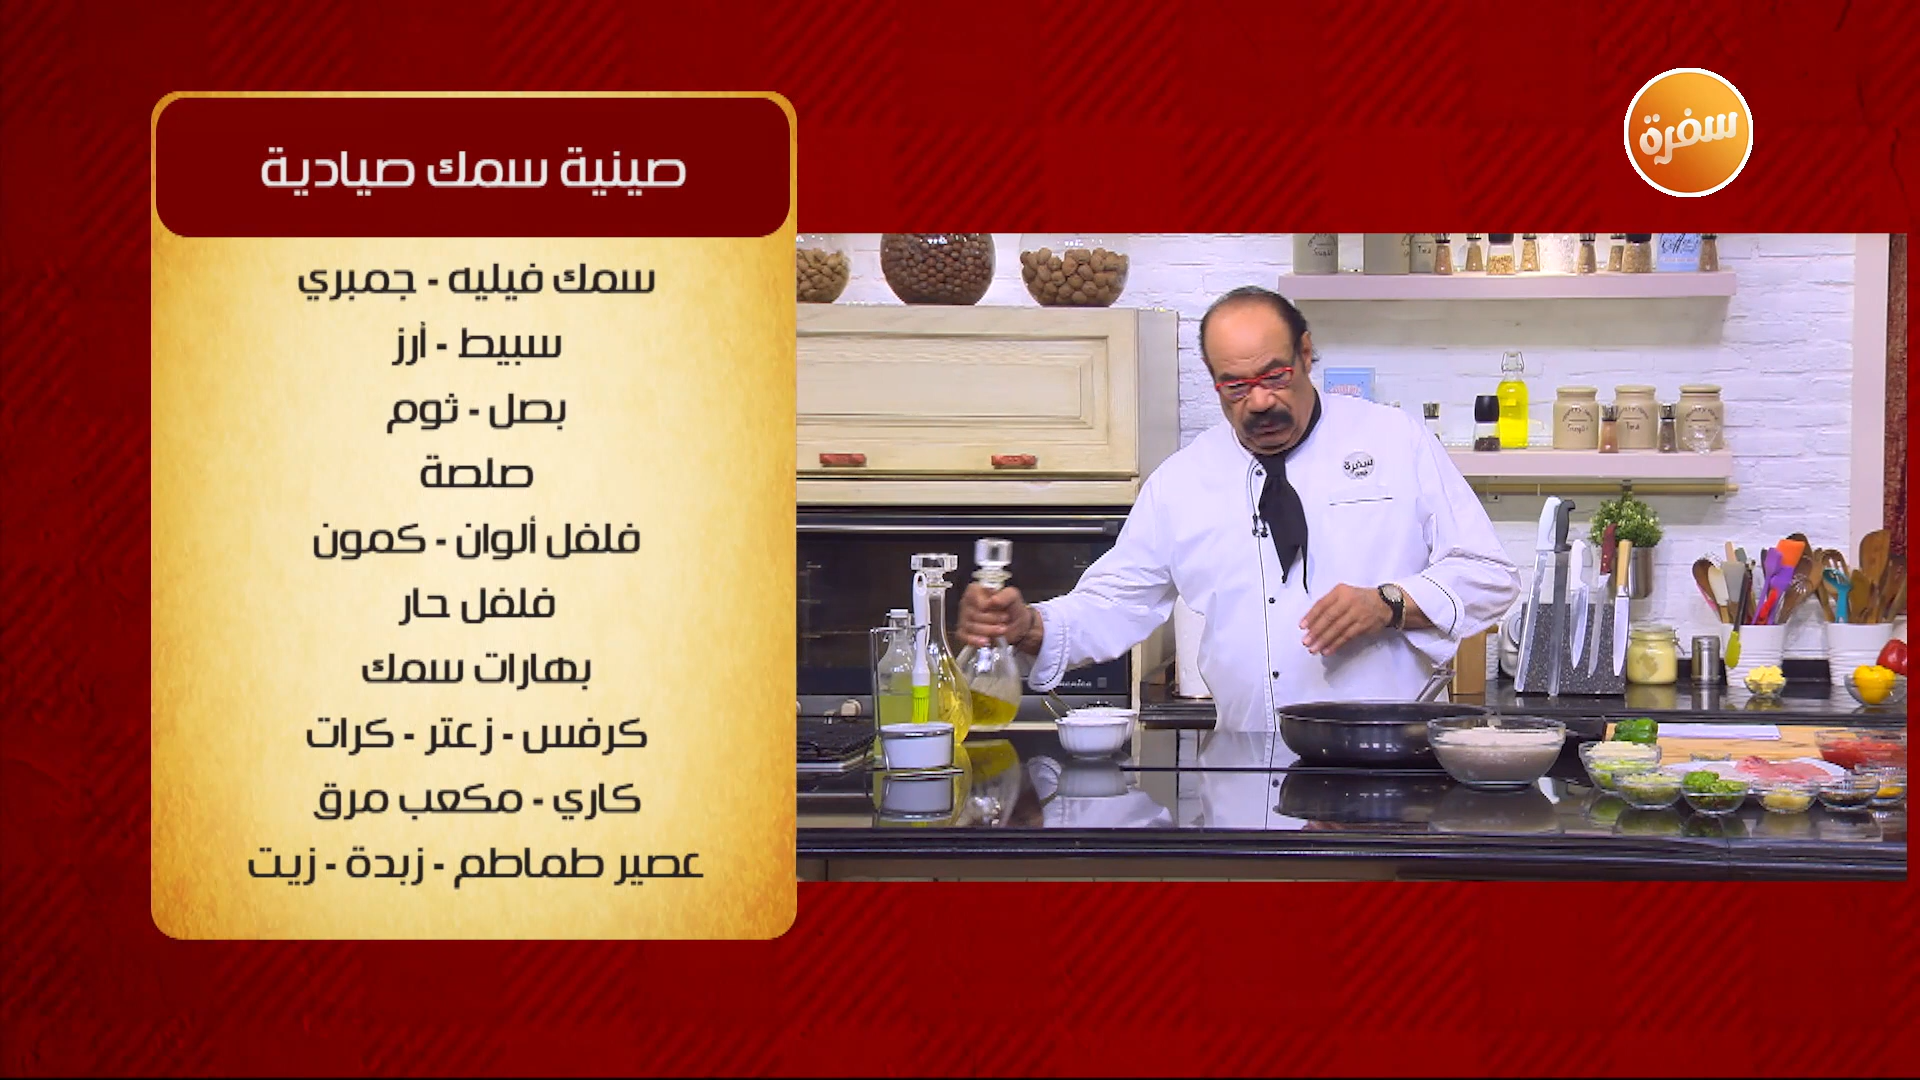 سفرة
صينية سمك صيادية
سمك فيليه - جمبري
سبيط - أرز
بصل - ثوم
صلصة
فلفل ألوان - كمون
فلفل حار
بهارات سمك
كرفس - زعتر - كرات
كاري - مكعب مرق
عصير طماطم - زبدة - زيت
سفرة